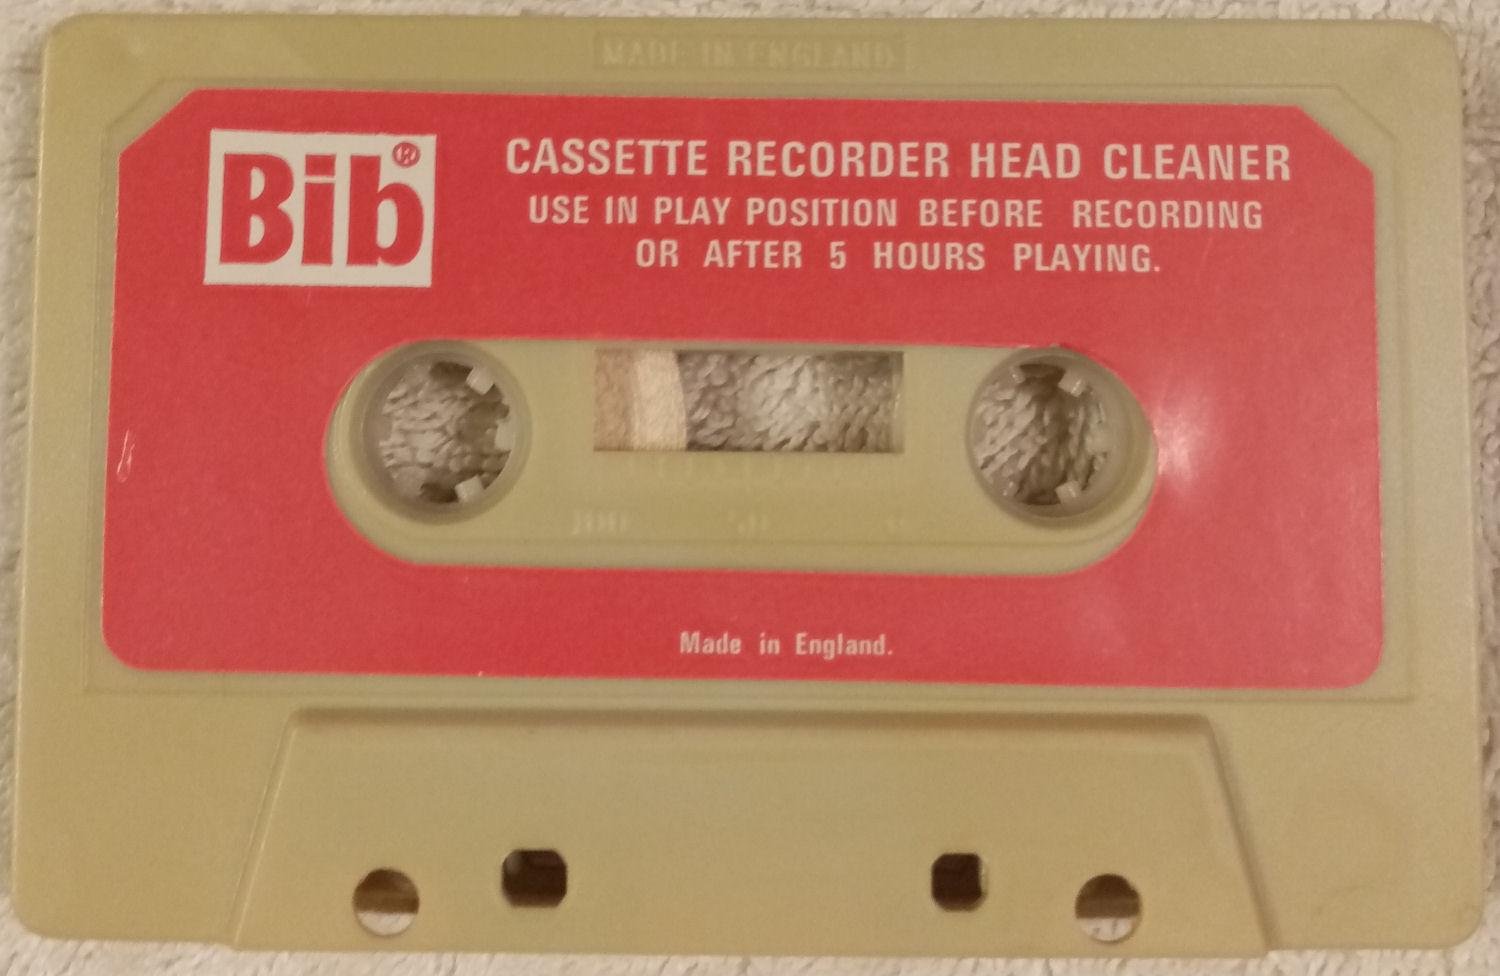 MADE IN ENGLAND
Bib®
CASSETTE RECORDER HEAD CLEANER
USE IN PLAY POSITION BEFORE RECORDING
OR AFTER 5 HOURS PLAYING.
Made in England.